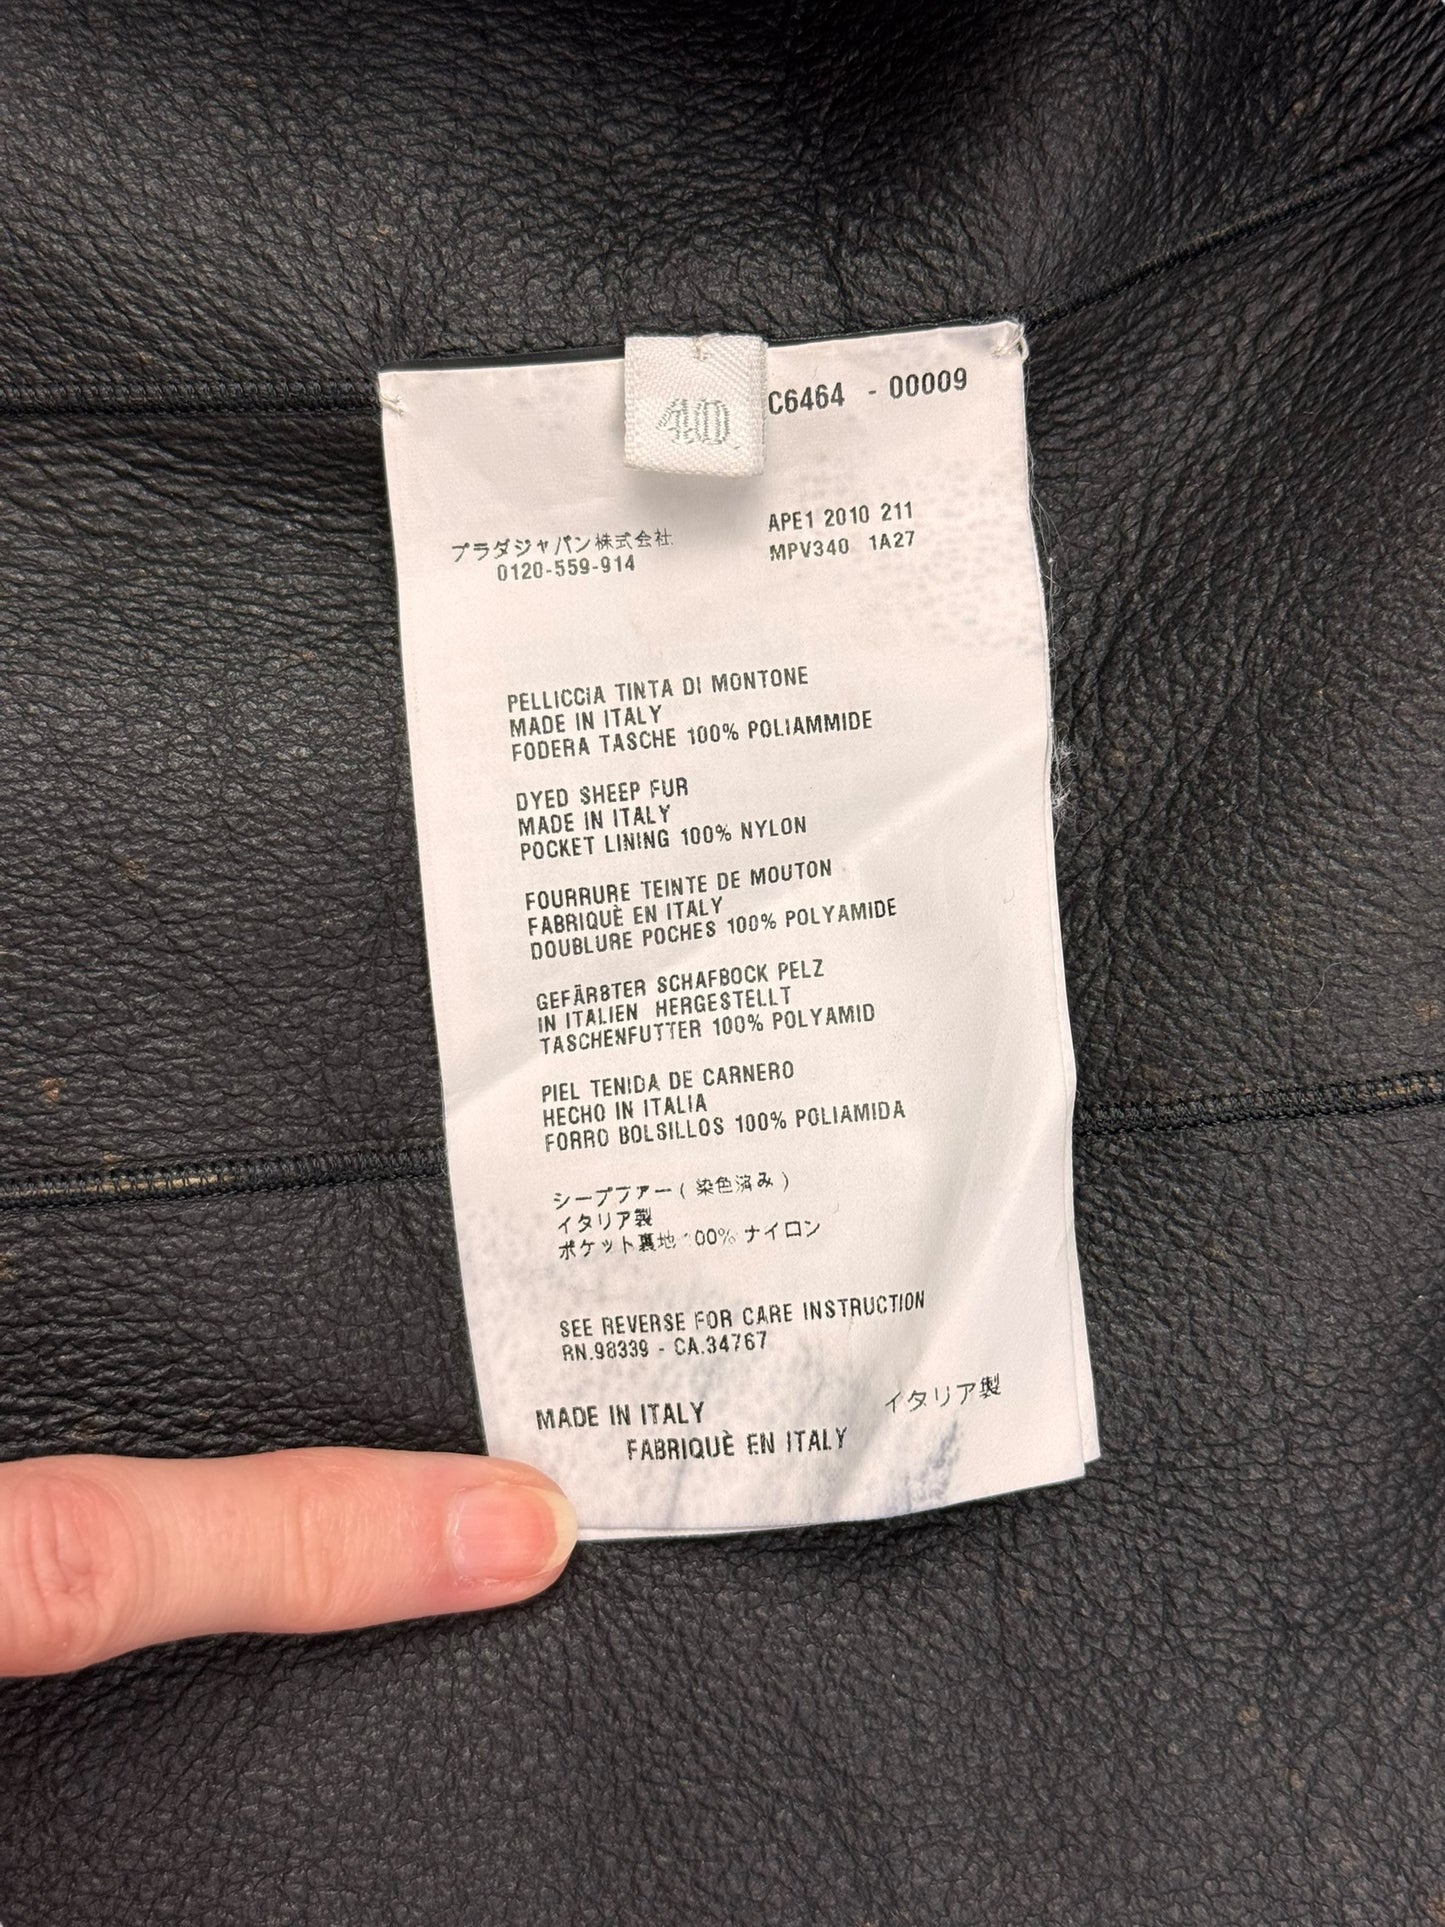 40
C6464 - 00009
プラダジャパン株式会社
0120-559-914
APE1 2010 211
MPV340 1A27
PELLICCIA TINTA DI MONTONE
MADE IN ITALY
FODERA TASCHE 100% POLIAMMIDE
DYED SHEEP FUR
MADE IN ITALY
POCKET LINING 100% NYLON
FOURRURE TEINTE DE MOUTON
FABRIQUÈ EN ITALY
DOUBLURE POCHES 100% POLYAMIDE
GEFÄRBTER SCHAFBOCK PELZ
IN ITALIEN HERGESTELLT
TASCHENFUTTER 100% POLYAMID
PIEL TENIDA DE CARNERO
HECHO IN ITALIA
FORRO BOLSILLOS 100% POLIAMIDA
シープファー ( 染色済み )
イタリア製
ポケット裏地 100% ナイロン
SEE REVERSE FOR CARE INSTRUCTION
RN.98339 - CA.34767
MADE IN ITALY
イタリア製
FABRIQUÈ EN ITALY